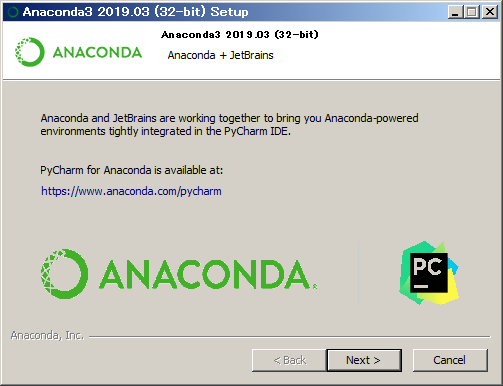 Anaconda3 2019.03 (32-bit) Setup
ANACONDA
Anaconda3 2019.03 (32-bit)
Anaconda + JetBrains
Anaconda and JetBrains are working together to bring you Anaconda-powered
environments tightly integrated in the PyCharm IDE.
PyCharm for Anaconda is available at:
https://www.anaconda.com/pycharm
ANACONDA®
PC
Anaconda, Inc.
< Back
Next >
Cancel